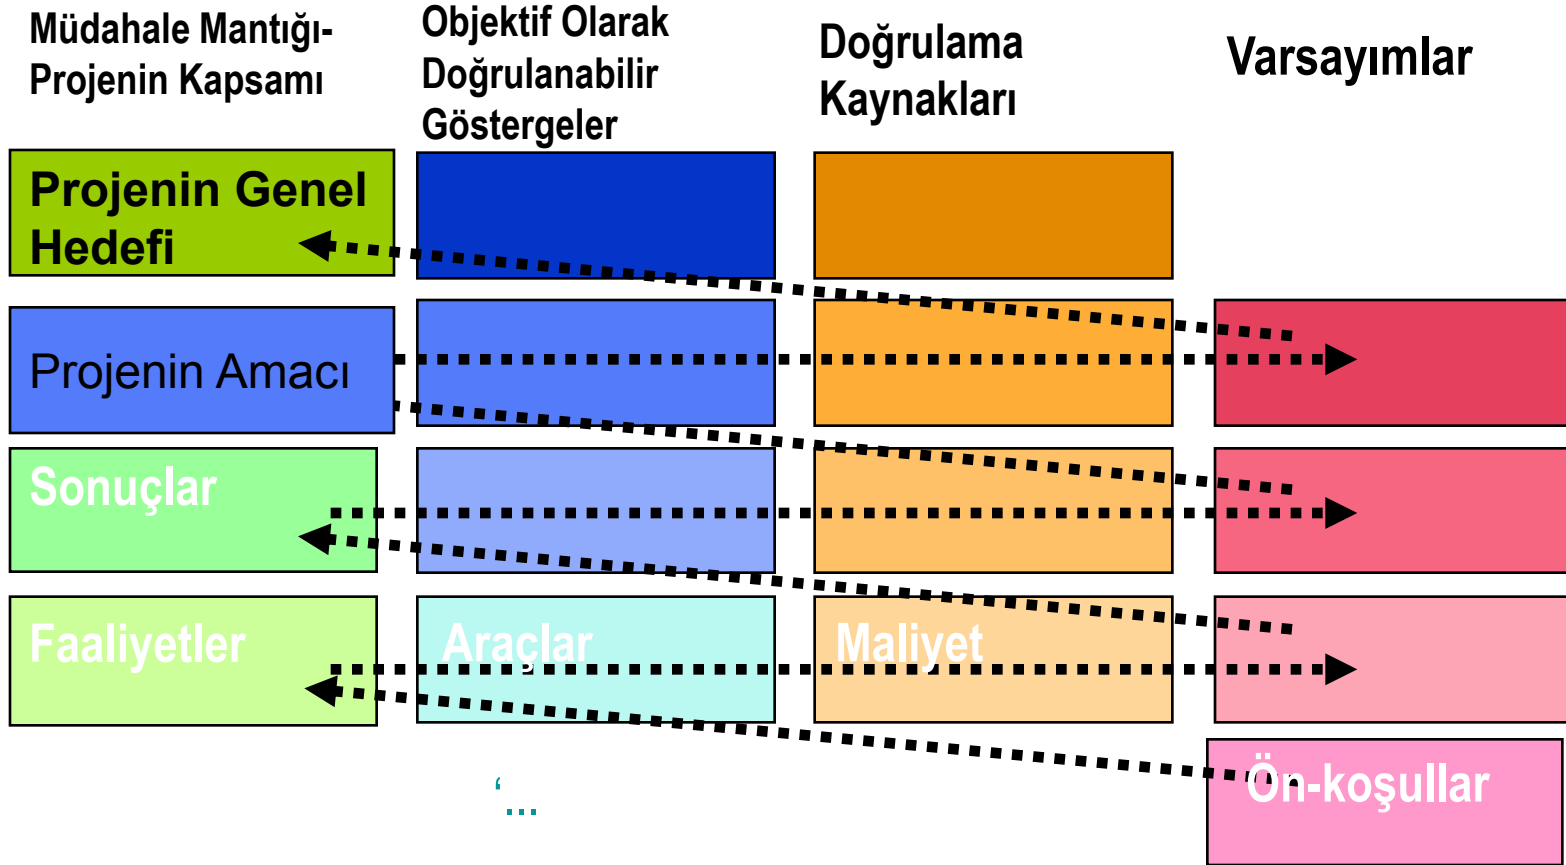 Müdahale Mantığı-
Projenin Kapsamı
Objektif Olarak
Doğrulanabilir
Göstergeler
Doğrulama
Kaynakları
Varsayımlar
Projenin Genel
Hedefi
Projenin Amacı
Sonuçlar
Faaliyetler
Araçlar
Maliyet
Ön-koşullar
‘...